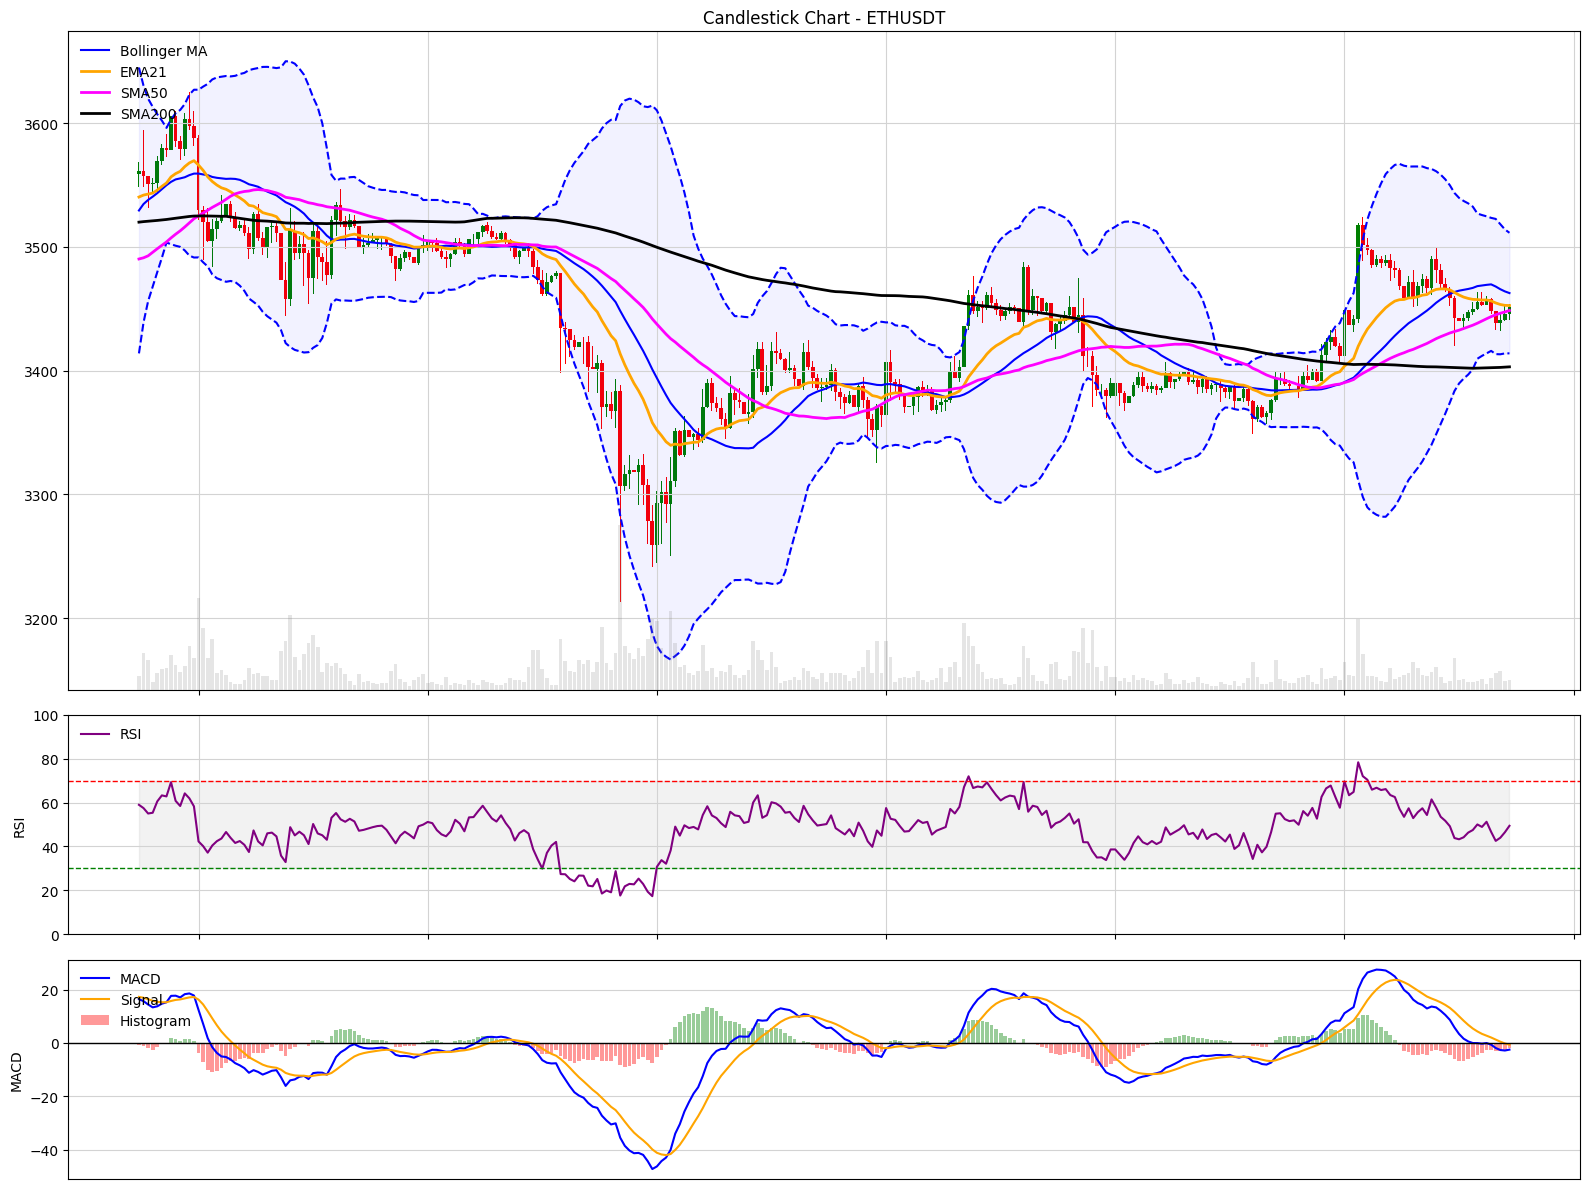 Candlestick Chart - ETHUSDT
Bollinger MA
EMA21
SMA50
SMA200
3600
3500
3400
3300
3200
RSI
100
80
60
40
20
0
RSI
MACD
Signal
Histogram
20
0
−20
−40
MACD